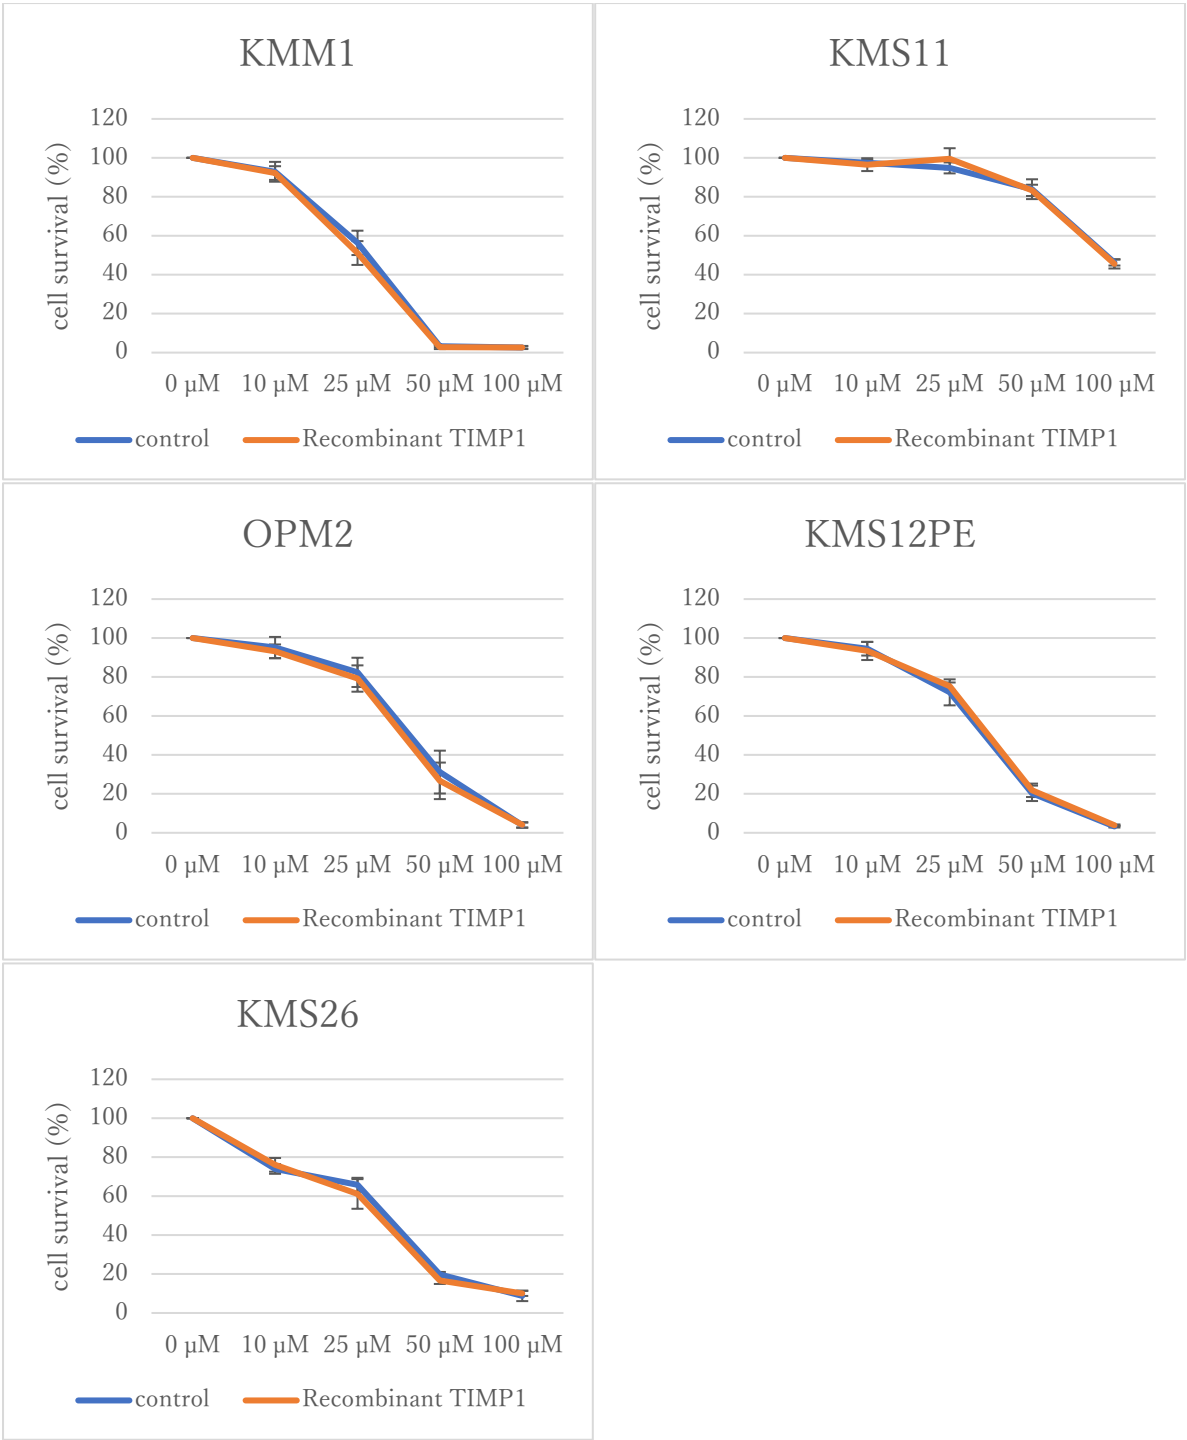 KMM1
cell survival (%)
120
100
80
60
40
20
0
0 μM 10 μM 25 μM 50 μM 100 μM
control Recombinant TIMP1
KMS11
cell survival (%)
120
100
80
60
40
20
0
0 μM 10 μM 25 μM 50 μM 100 μM
control Recombinant TIMP1
OPM2
cell survival (%)
120
100
80
60
40
20
0
0 μM 10 μM 25 μM 50 μM 100 μM
control Recombinant TIMP1
KMS12PE
cell survival (%)
120
100
80
60
40
20
0
0 μM 10 μM 25 μM 50 μM 100 μM
control Recombinant TIMP1
KMS26
cell survival (%)
120
100
80
60
40
20
0
0 μM 10 μM 25 μM 50 μM 100 μM
control Recombinant TIMP1